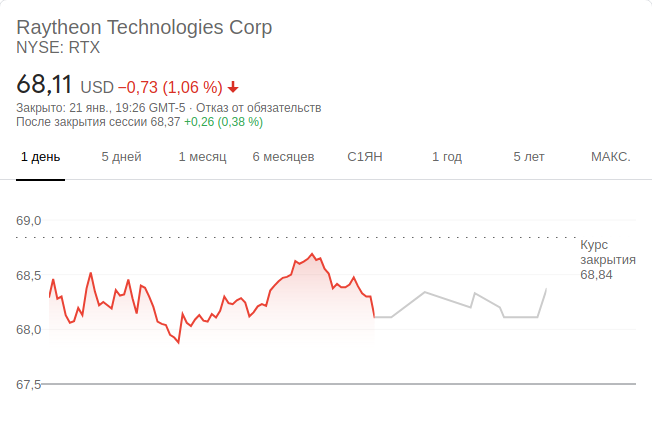 Raytheon Technologies Corp
NYSE: RTX
68,11 USD −0,73 (1,06 %)
Закрыто: 21 янв., 19:26 GMT-5 · Отказ от обязательств
После закрытия сессии 68,37 +0,26 (0,38 %)
1 день 5 дней 1 месяц 6 месяцев С1ЯН 1 год 5 лет МАКС.
69,0
Курс
закрытия
68,84
68,5
68,0
67,5